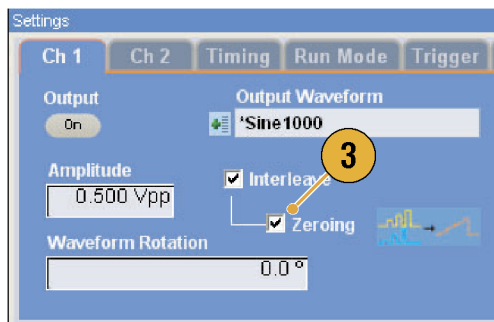 Settings
Ch 1 Ch 2 Timing Run Mode Trigger
Output Output Waveform
On *Sine1000
3
Amplitude Interleave
0.500 Vpp
Zeroing
Waveform Rotation
0.0 °